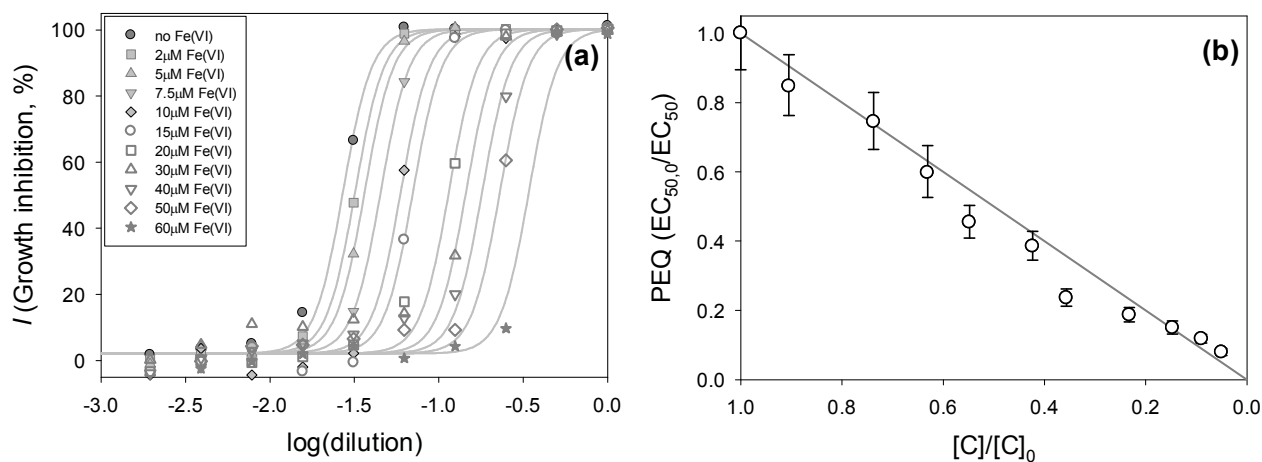 100
80
60
40
20
0
I (Growth inhibition, %)
-3.0 -2.5 -2.0 -1.5 -1.0 -0.5 0.0
log(dilution)
no Fe(VI)
2μM Fe(VI)
5μM Fe(VI)
7.5μM Fe(VI)
10μM Fe(VI)
15μM Fe(VI)
20μM Fe(VI)
30μM Fe(VI)
40μM Fe(VI)
50μM Fe(VI)
60μM Fe(VI)
(a)
1.0
0.8
0.6
0.4
0.2
0.0
PEQ (EC50,0/EC50)
1.0 0.8 0.6 0.4 0.2 0.0
[C]/[C]0
(b)